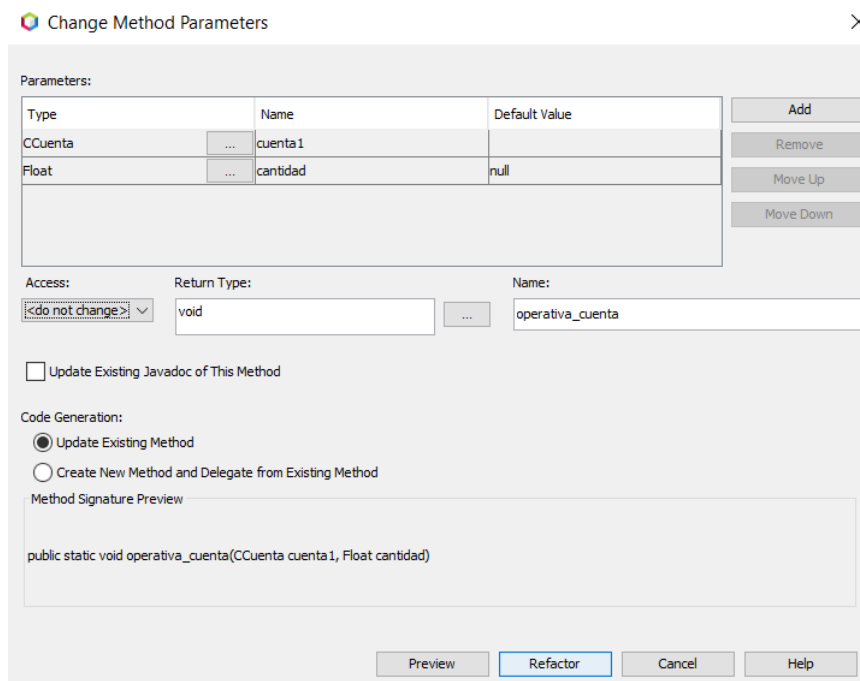 Change Method Parameters
Parameters:
Type Name Default Value Add
CCuenta ... cuenta1 Remove
Float ... cantidad null Move Up
Move Down
Access: Return Type: Name:
<do not change> void ... operativa_cuenta
Update Existing Javadoc of This Method
Code Generation:
Update Existing Method
Create New Method and Delegate from Existing Method
Method Signature Preview
public static void operativa_cuenta(CCuenta cuenta1, Float cantidad)
Preview Refactor Cancel Help